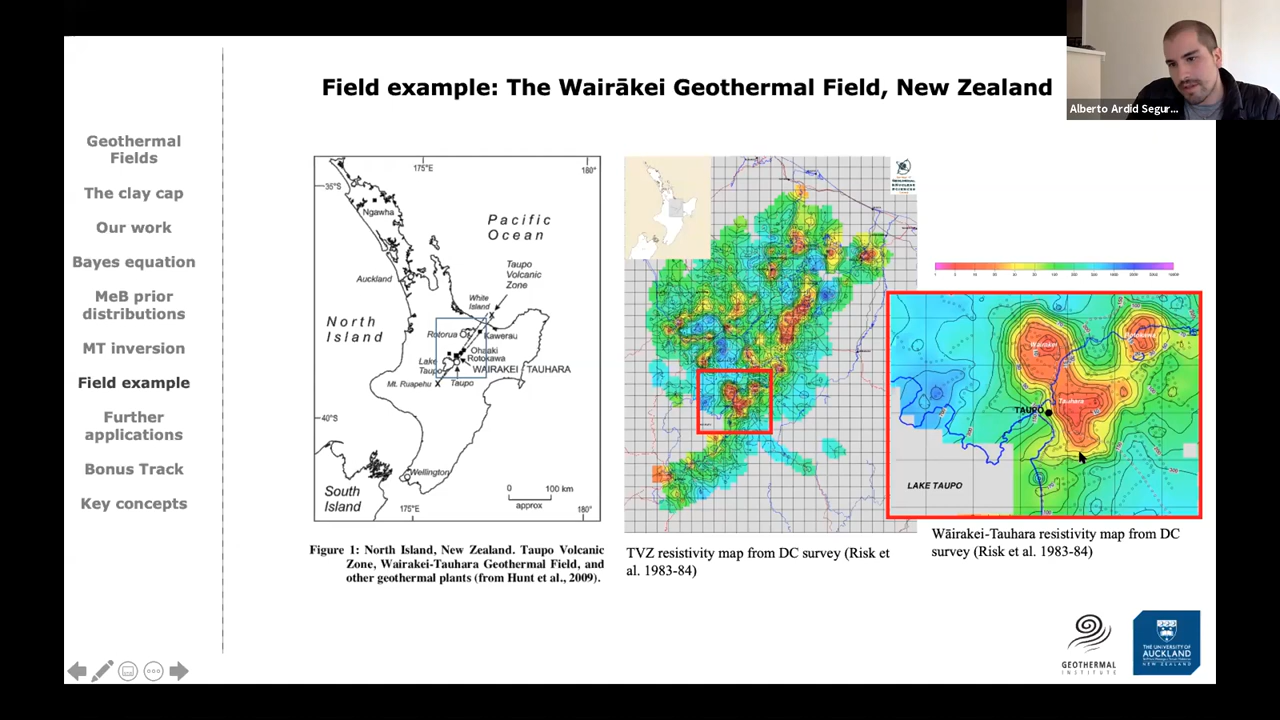 Field example: The Wairākei Geothermal Field, New Zealand
Alberto Ardid Segur...
Geothermal
Fields
The clay cap
Our work
Bayes equation
MeB prior
distributions
MT inversion
Field example
Further
applications
Bonus Track
Key concepts
175°E
180°
35°S
Ngawha
Pacific
Ocean
Auckland
Taupo
Volcanic
Zone
White
Island
North
Island
Rotorua
Kawerau
Ohaaki
Rotokawa
Lake
Taupo
WAIRAKEI - TAUHARA
Mt. Ruapehu
Taupo
40°S
Wellington
South
Island
0 100 km
approx
175°E
180°
Figure 1: North Island, New Zealand. Taupo Volcanic
Zone, Wairakei-Tauhara Geothermal Field, and
other geothermal plants (from Hunt et al., 2009).
TVZ resistivity map from DC survey (Risk et
al. 1983-84)
Wairakei
Rotokawa
Tauhara
TAUPO
LAKE TAUPO
Wāirakei-Tauhara resistivity map from DC
survey (Risk et al. 1983-84)
GEOTHERMAL
INSTITUTE
THE UNIVERSITY OF
AUCKLAND
NEW ZEALAND